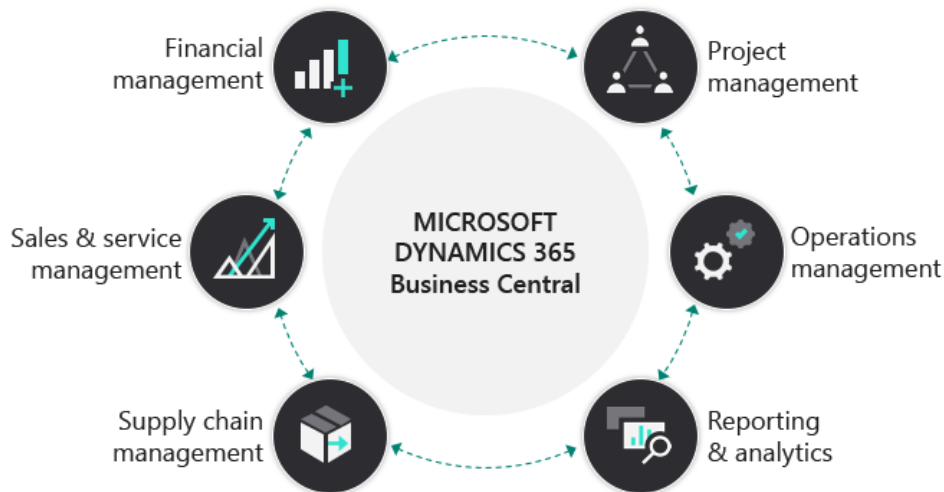 Financial
management
Project
management
MICROSOFT
DYNAMICS 365
Business Central
Sales & service
management
Operations
management
Supply chain
management
Reporting
& analytics